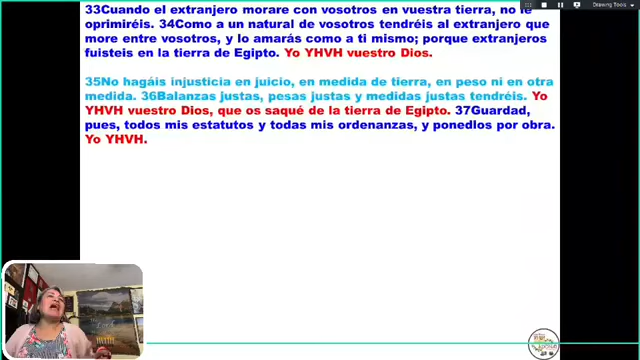 Drawing Tools
33Cuando el extranjero morare con vosotros en vuestra tierra, no le
oprimiréis. 34Como a un natural de vosotros tendréis al extranjero que
more entre vosotros, y lo amarás como a ti mismo; porque extranjeros
fuisteis en la tierra de Egipto. Yo YHVH vuestro Dios.
35No hagáis injusticia en juicio, en medida de tierra, en peso ni en otra
medida. 36Balanzas justas, pesas justas y medidas justas tendréis. Yo
YHVH vuestro Dios, que os saqué de la tierra de Egipto. 37Guardad,
pues, todos mis estatutos y todas mis ordenanzas, y ponedlos por obra.
Yo YHVH.